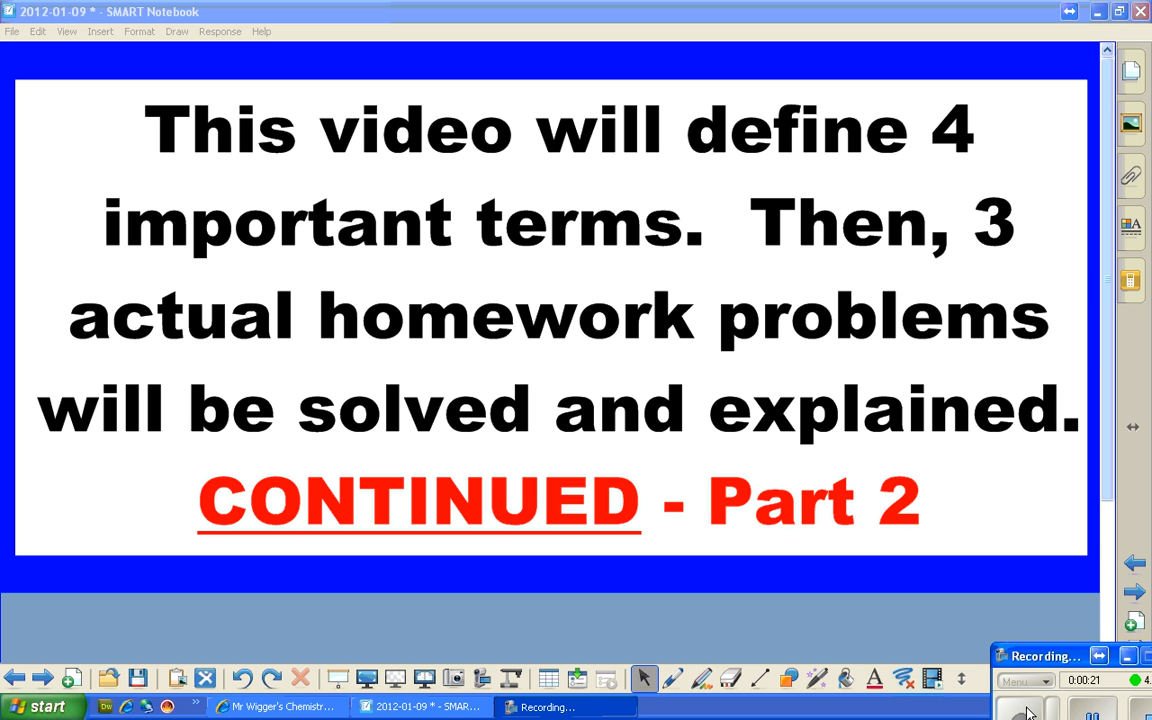 2012-01-09 * - SMART Notebook
File Edit View Insert Format Draw Response Help
This video will define 4
important terms.  Then, 3
actual homework problems
will be solved and explained.
CONTINUED - Part 2
Recording...
Menu
0:00:21
4.
start
Dw
Mr Wigger's Chemistr...
2012-01-09 * - SMAR...
Recording...